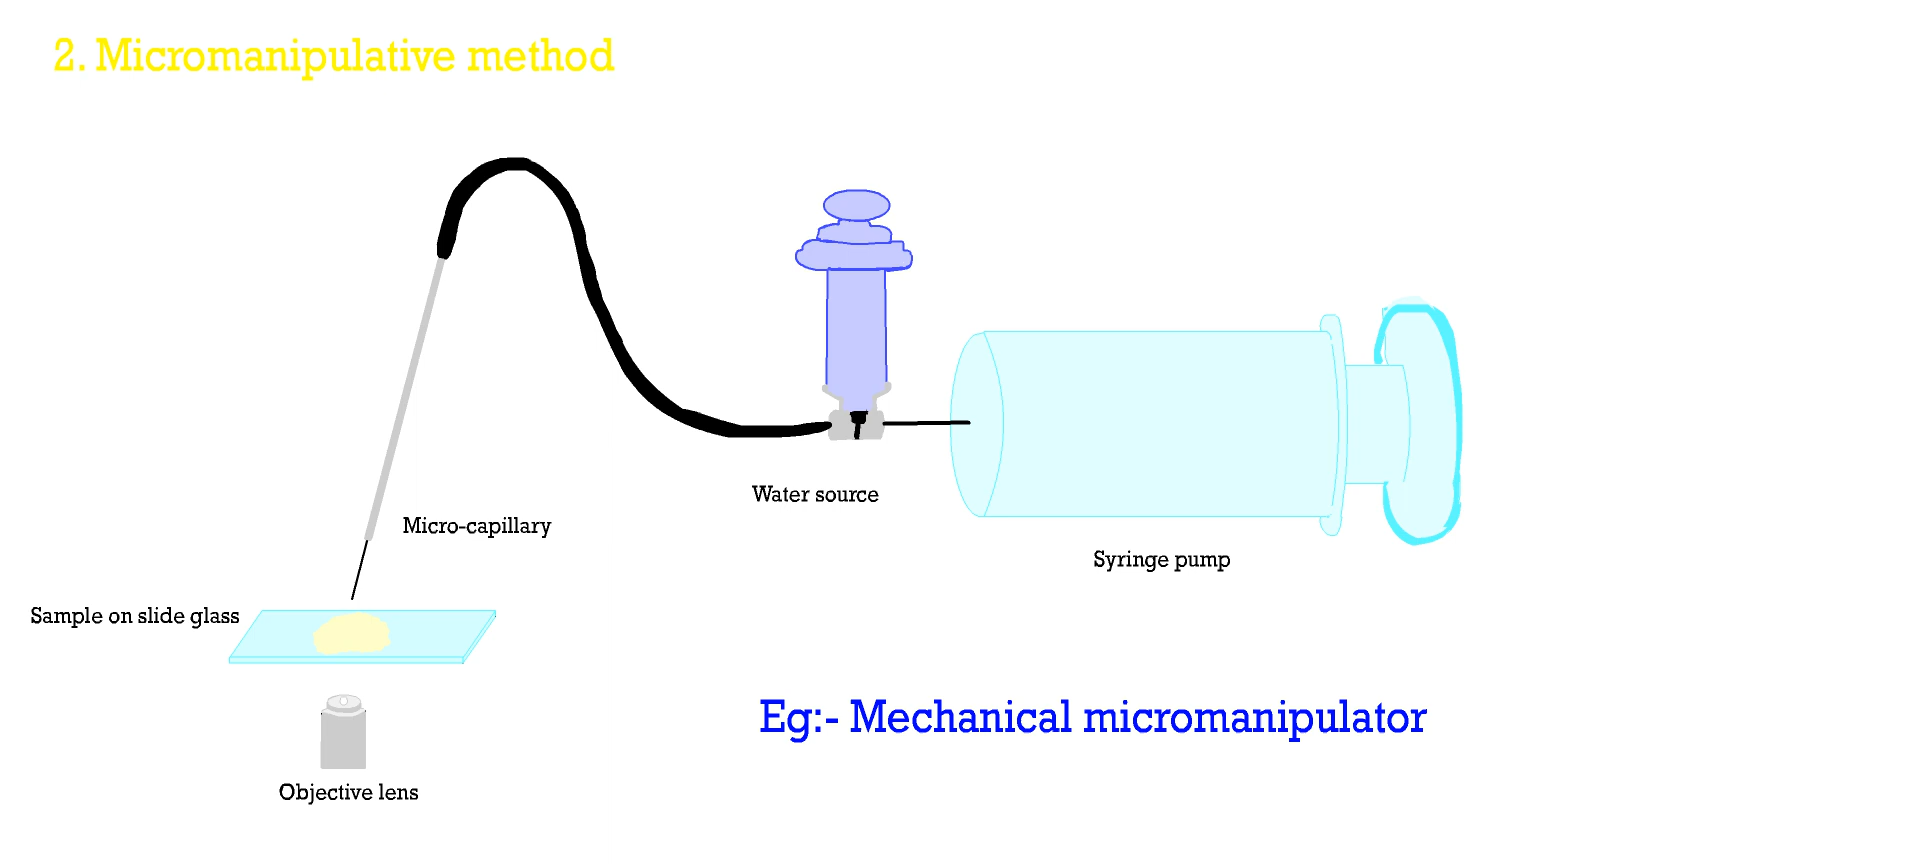 2. Micromanipulative method
Water source
Micro-capillary
Syringe pump
Sample on slide glass
Eg:- Mechanical micromanipulator
Objective lens